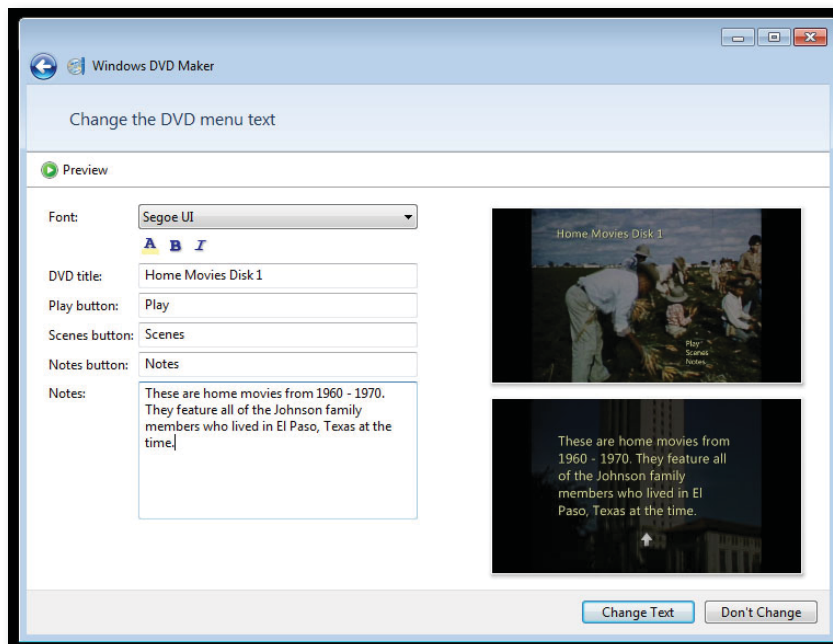 Windows DVD Maker
Change the DVD menu text
Preview
Font: Segoe UI
A B I
DVD title: Home Movies Disk 1
Play button: Play
Scenes button: Scenes
Notes button: Notes
Notes: These are home movies from 1960 - 1970.
They feature all of the Johnson family
members who lived in El Paso, Texas at the
time.
Home Movies Disk 1
Play
Scenes
Notes
These are home movies from
1960 - 1970. They feature all
of the Johnson family
members who lived in El
Paso, Texas at the time.
Change Text Don't Change